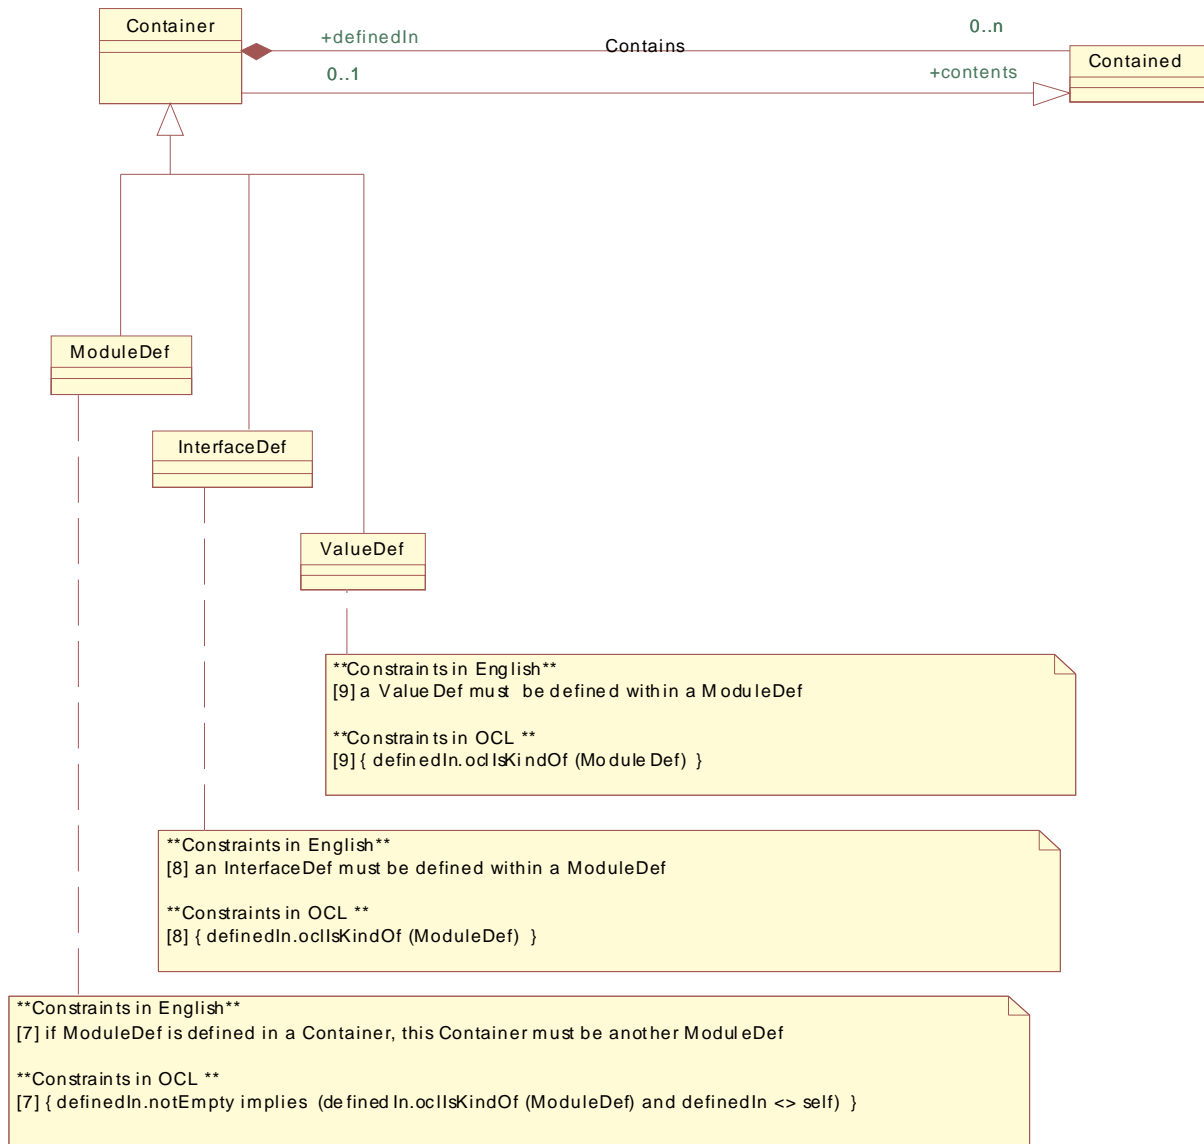 Container
+definedIn
0..n
Contains
Contained
0..1
+contents
ModuleDef
InterfaceDef
ValueDef
**Constraints in English**
[9] a ValueDef must be defined within a ModuleDef
**Constraints in OCL **
[9] { definedIn.oclIsKindOf (ModuleDef) }
**Constraints in English**
[8] an InterfaceDef must be defined within a ModuleDef
**Constraints in OCL **
[8] { definedIn.oclIsKindOf (ModuleDef) }
**Constraints in English**
[7] if ModuleDef is defined in a Container, this Container must be another ModuleDef
**Constraints in OCL **
[7] { definedIn.notEmpty implies (definedIn.oclIsKindOf (ModuleDef) and definedIn <> self) }